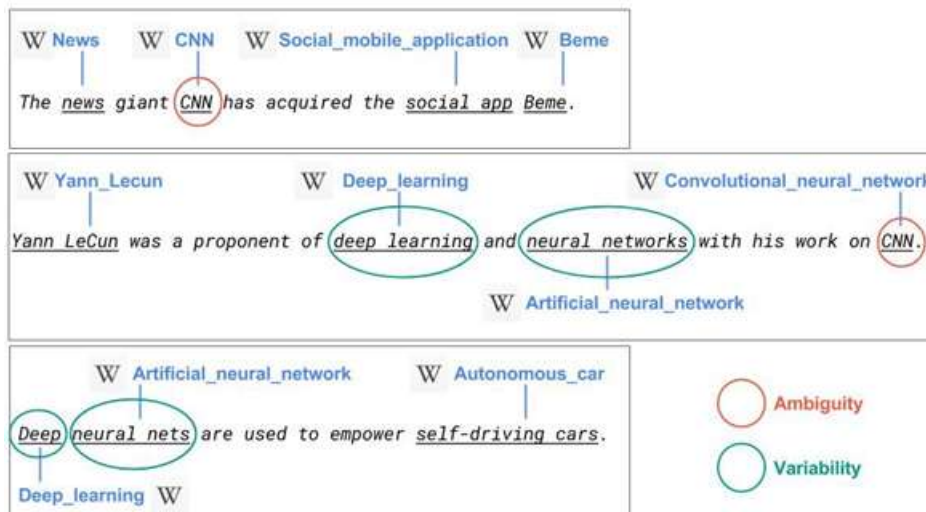 W News W CNN W Social_mobile_application W Beme
The news giant CNN has acquired the social app Beme.
W Yann_Lecun W Deep_learning W Convolutional_neural_network
Yann LeCun was a proponent of deep learning and neural networks with his work on CNN.
W Artificial_neural_network
W Artificial_neural_network W Autonomous_car
Deep neural nets are used to empower self-driving cars.
Deep_learning W
Ambiguity
Variability